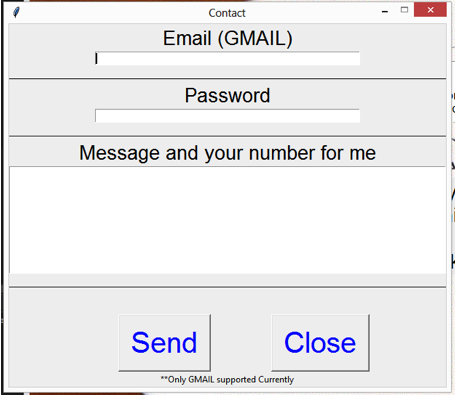 Contact
Email (GMAIL)
Password
Message and your number for me
Send
Close
**Only GMAIL supported Currently